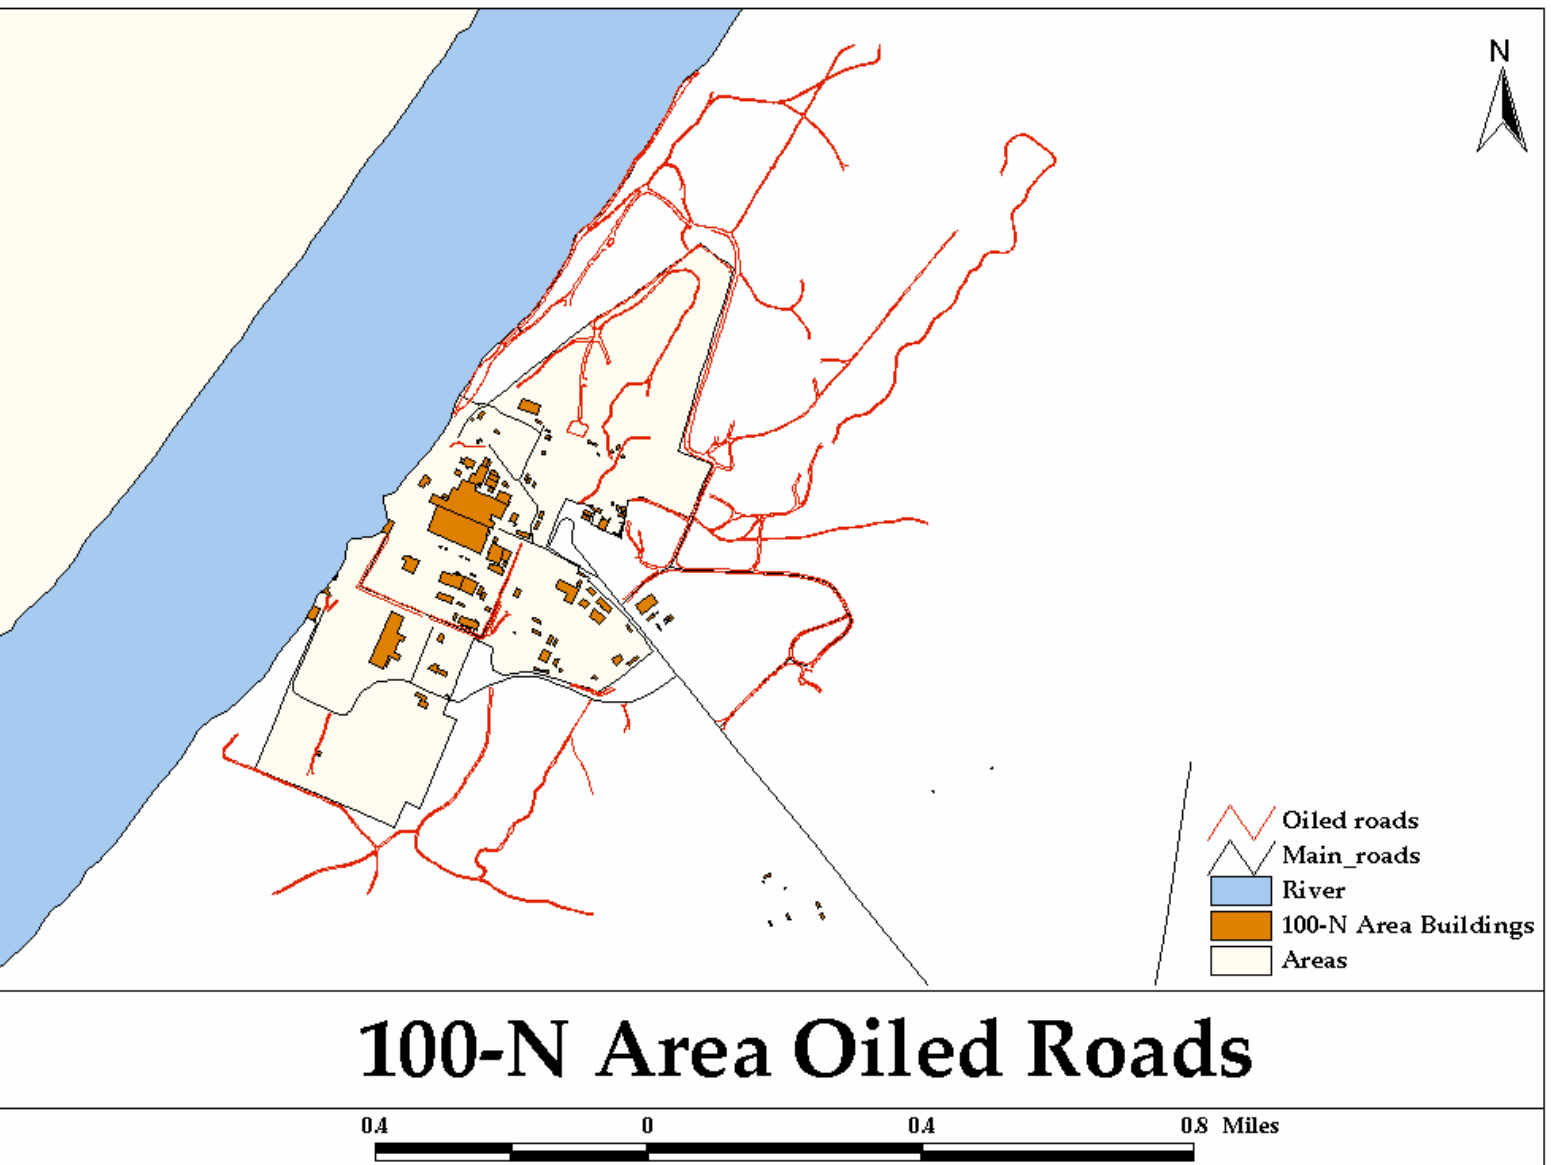 N
Oiled roads
Main_roads
River
100-N Area Buildings
Areas
100-N Area Oiled Roads
0.4 0 0.4 0.8 Miles